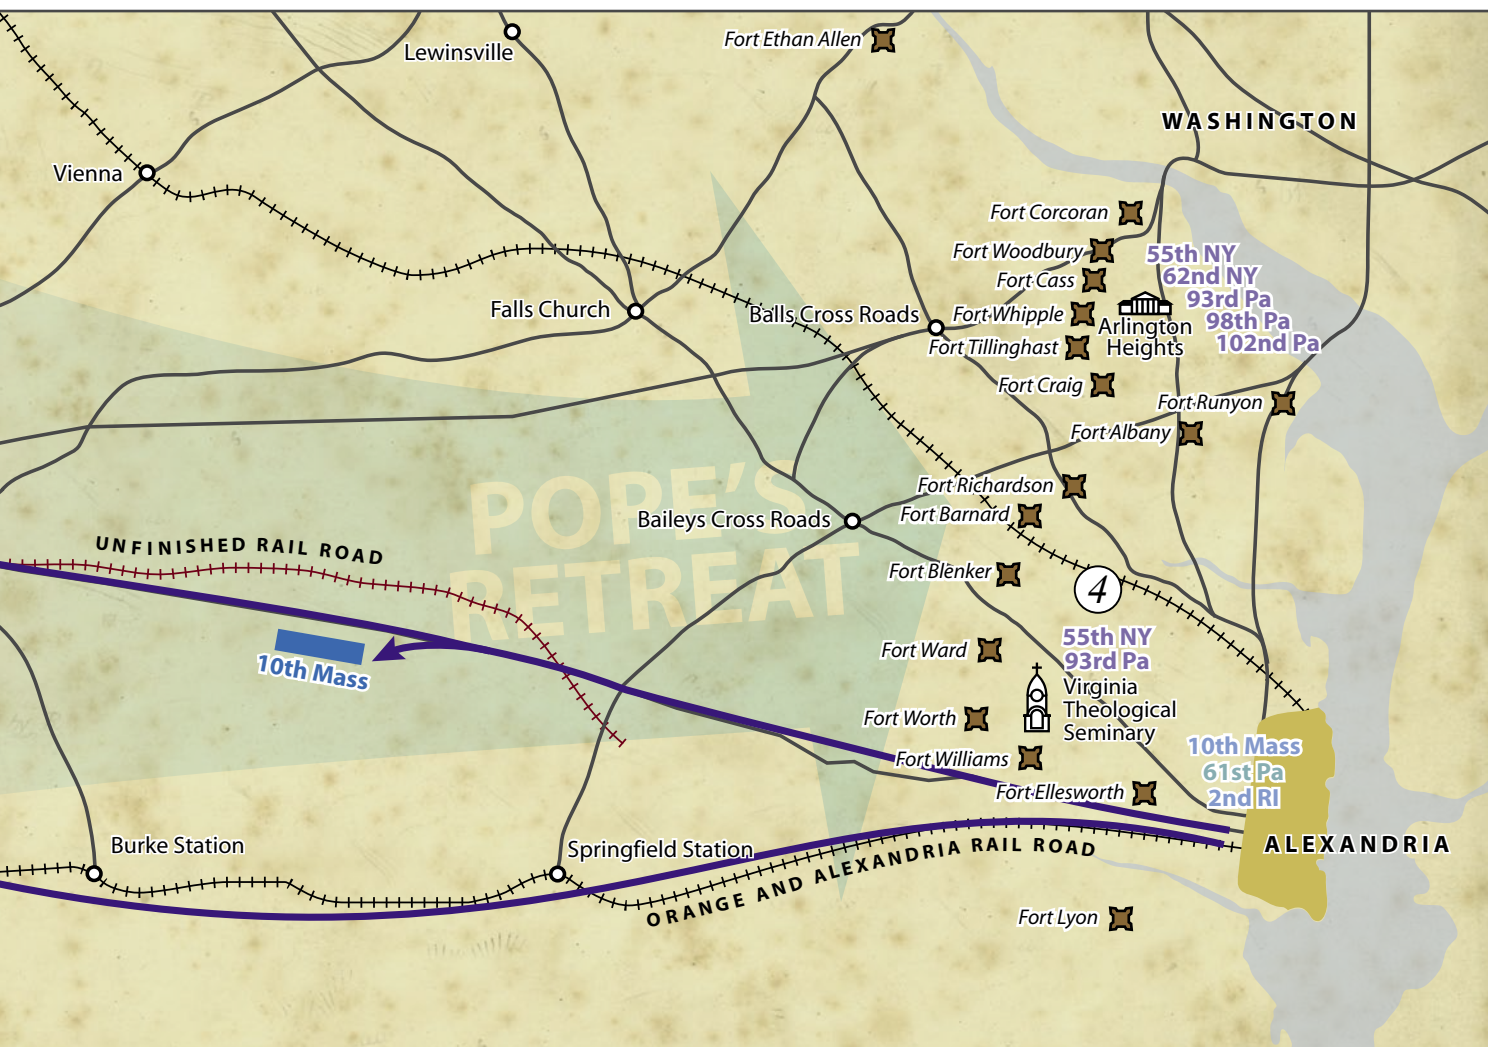 Lewinsville
Fort Ethan Allen
WASHINGTON
Vienna
Fort Corcoran
Fort Woodbury
55th NY
62nd NY
93rd Pa
98th Pa
102nd Pa
Fort Cass
Falls Church
Balls Cross Roads
Fort Whipple
Arlington
Heights
Fort Tillinghast
Fort Craig
Fort Runyon
Fort Albany
POPE'S
RETREAT
Fort Richardson
Baileys Cross Roads
Fort Barnard
UNFINISHED RAIL ROAD
Fort Blenker
4
10th Mass
Fort Ward
55th NY
93rd Pa
Virginia
Theological
Seminary
Fort Worth
Fort Williams
10th Mass
61st Pa
2nd RI
Fort Ellesworth
Burke Station
Springfield Station
ORANGE AND ALEXANDRIA RAIL ROAD
ALEXANDRIA
Fort Lyon